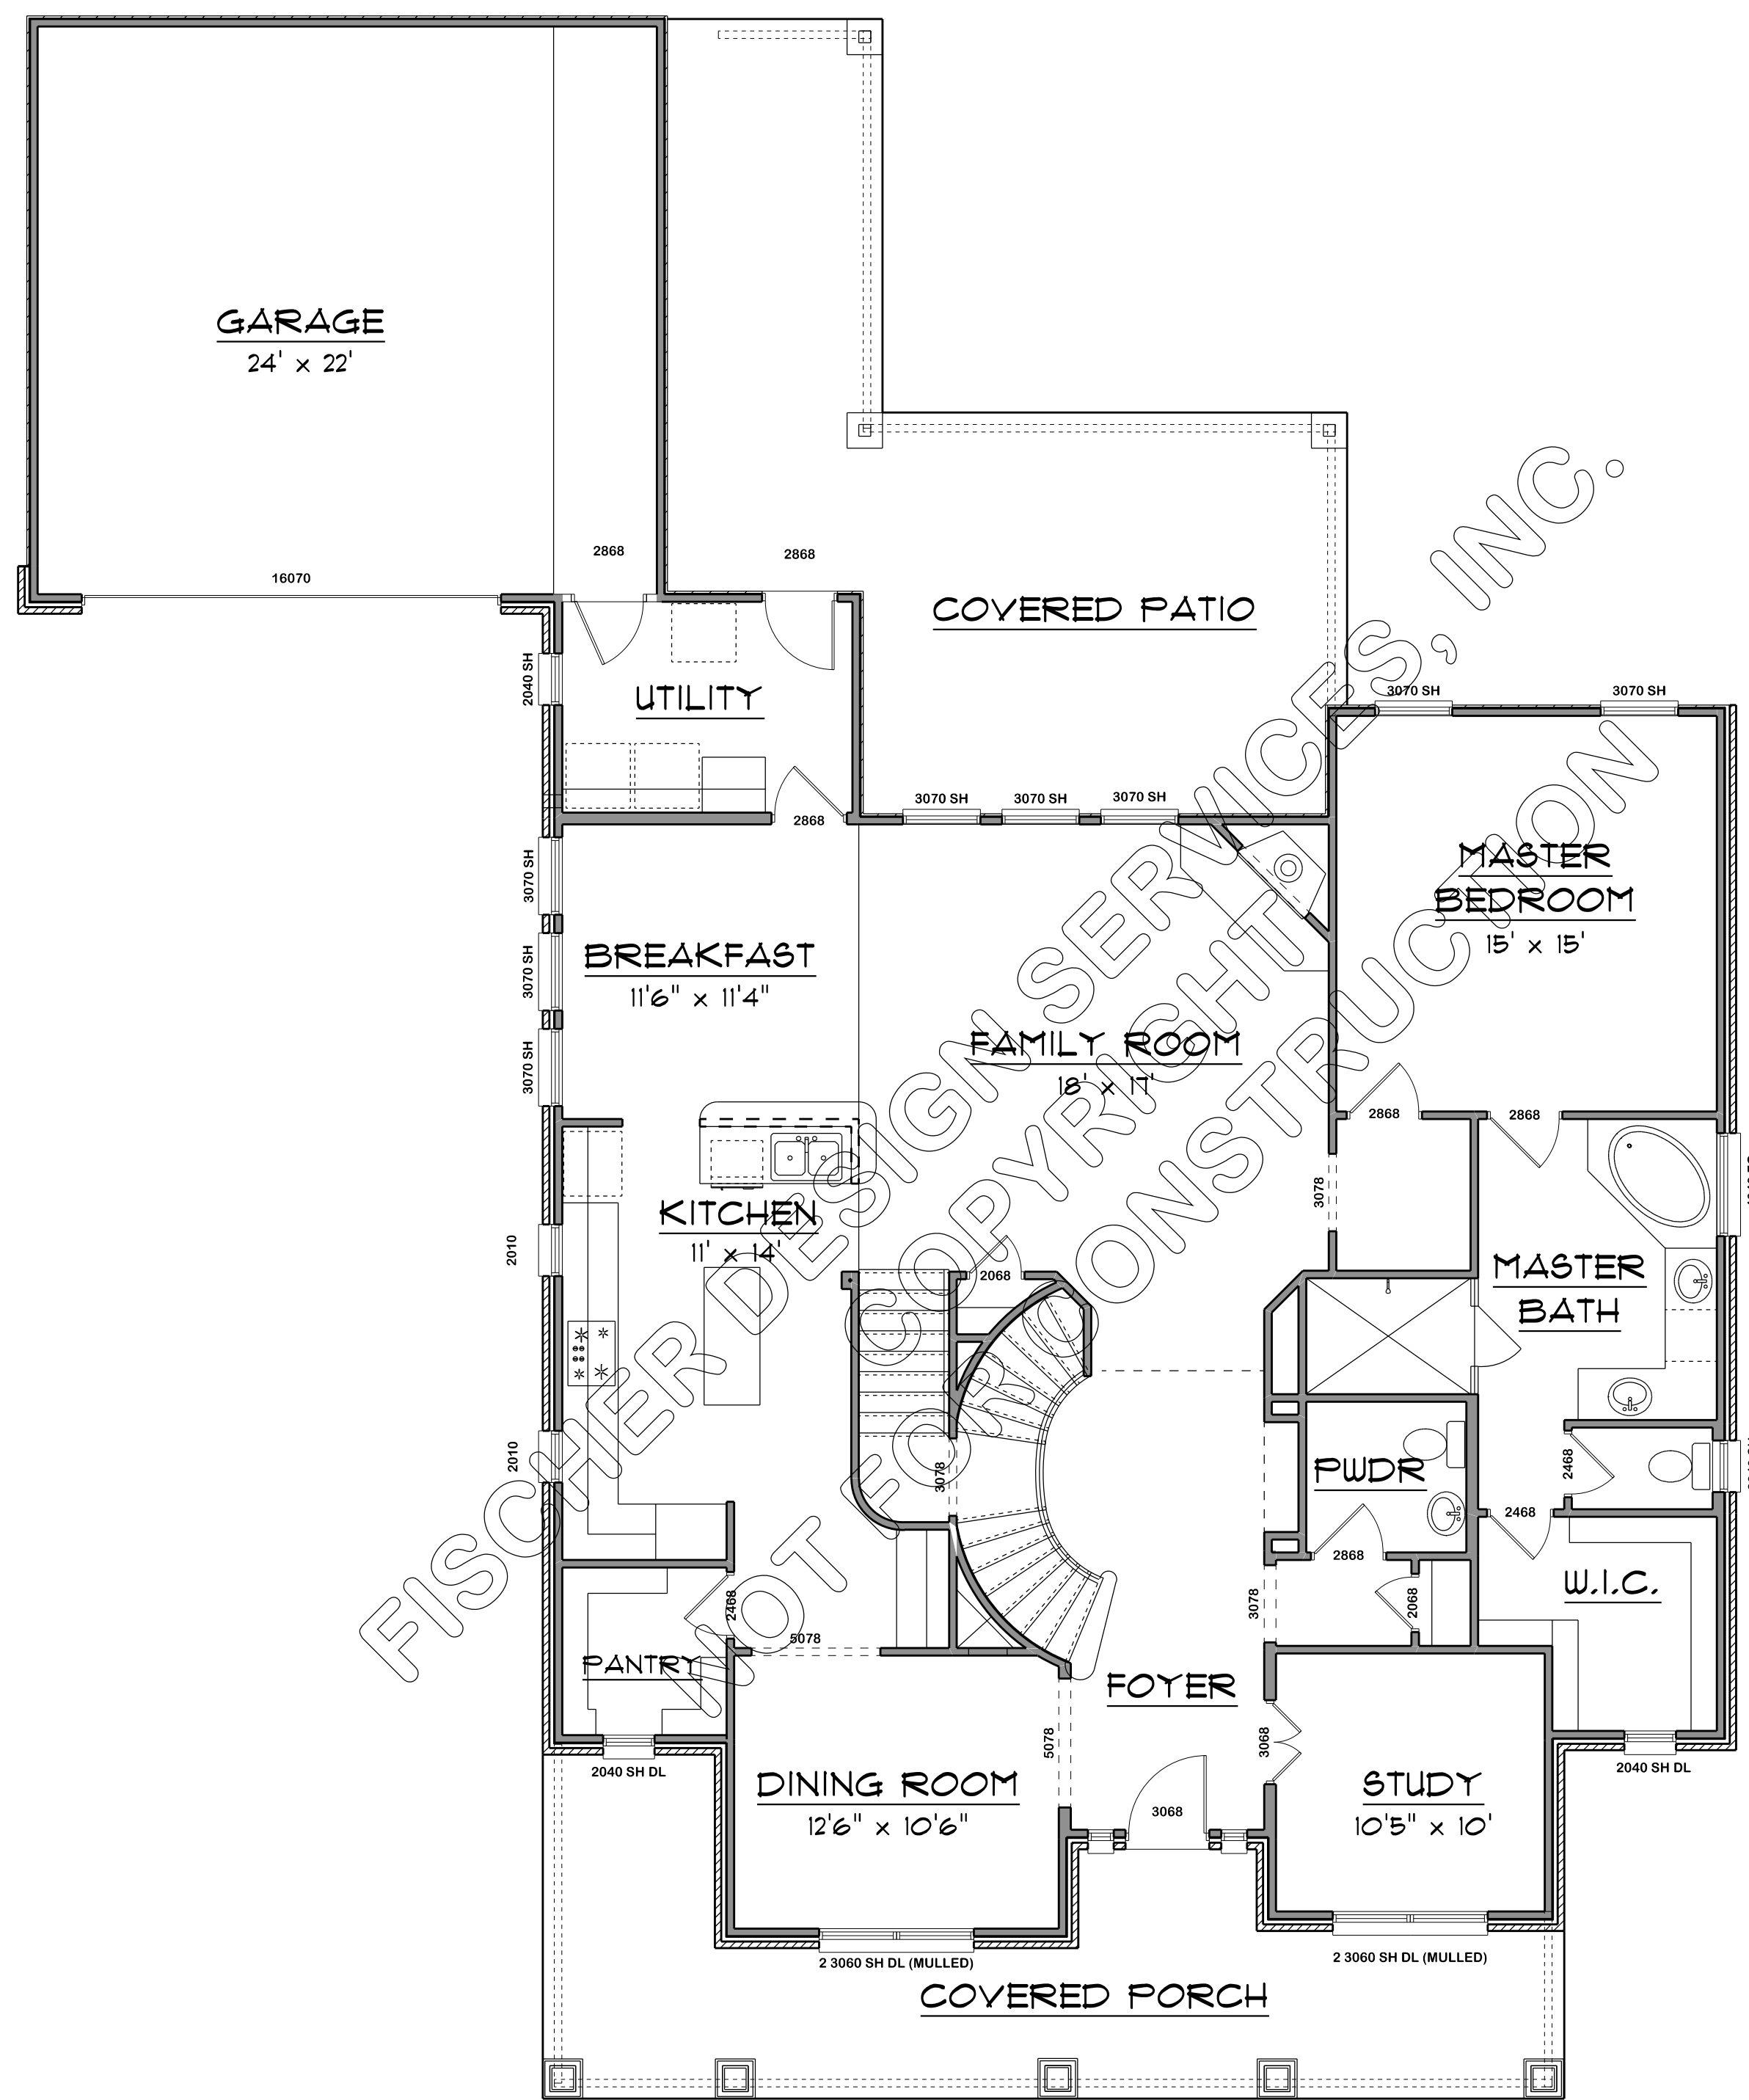 GARAGE
24' x 22'
16070
2868
2868
COVERED PATIO
2040 SH
UTILITY
3070 SH
3070 SH
2868
3070 SH
3070 SH
3070 SH
MASTER
BEDROOM
15' x 15'
3070 SH
3070 SH
3070 SH
BREAKFAST
11'6" x 11'4"
FAMILY ROOM
18' x 17'
2868
2868
3078
KITCHEN
11' x 14'
2010
2068
MASTER
BATH
2010
3078
PWDR
2468
2468
2868
2068
3078
W.I.C.
2468
5078
PANTRY
FOYER
5078
3068
3068
2040 SH DL
DINING ROOM
12'6" x 10'6"
STUDY
10'5" x 10'
2040 SH DL
2 3060 SH DL (MULLED)
2 3060 SH DL (MULLED)
COVERED PORCH
FISCHER DESIGN SERVICES, INC.
COPYRIGHT
NOT FOR CONSTRUCTION